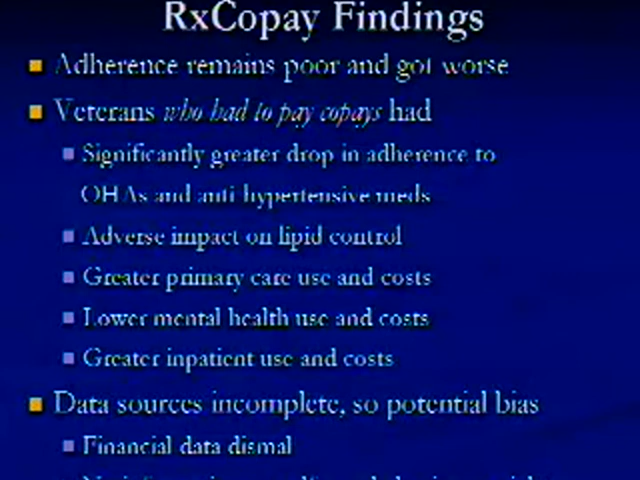 RxCopay Findings
Adherence remains poor and got worse
Veterans who had to pay copays had
Significantly greater drop in adherence to
OHAs and anti hypertensive meds
Adverse impact on lipid control
Greater primary care use and costs
Lower mental health use and costs
Greater inpatient use and costs
Data sources incomplete, so potential bias
Financial data dismal